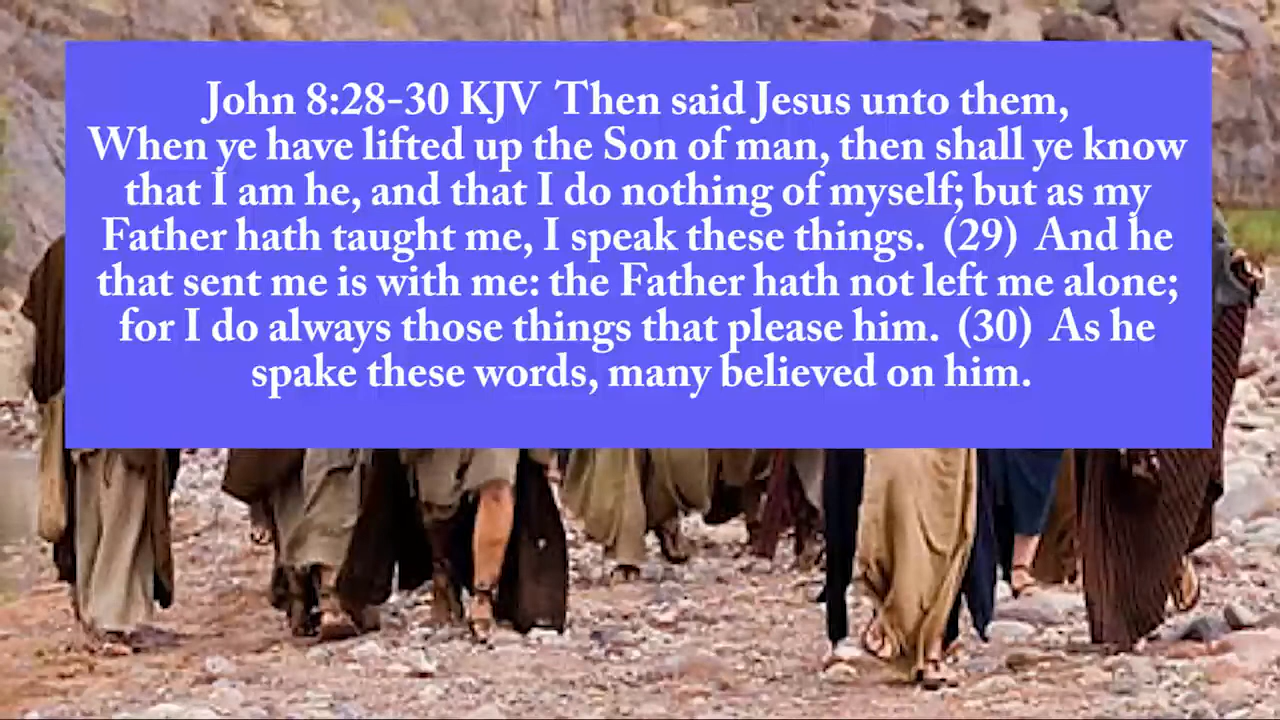 John 8:28-30 KJV  Then said Jesus unto them,
When ye have lifted up the Son of man, then shall ye know
that I am he, and that I do nothing of myself; but as my
Father hath taught me, I speak these things.  (29)  And he
that sent me is with me: the Father hath not left me alone;
for I do always those things that please him.  (30)  As he
spake these words, many believed on him.